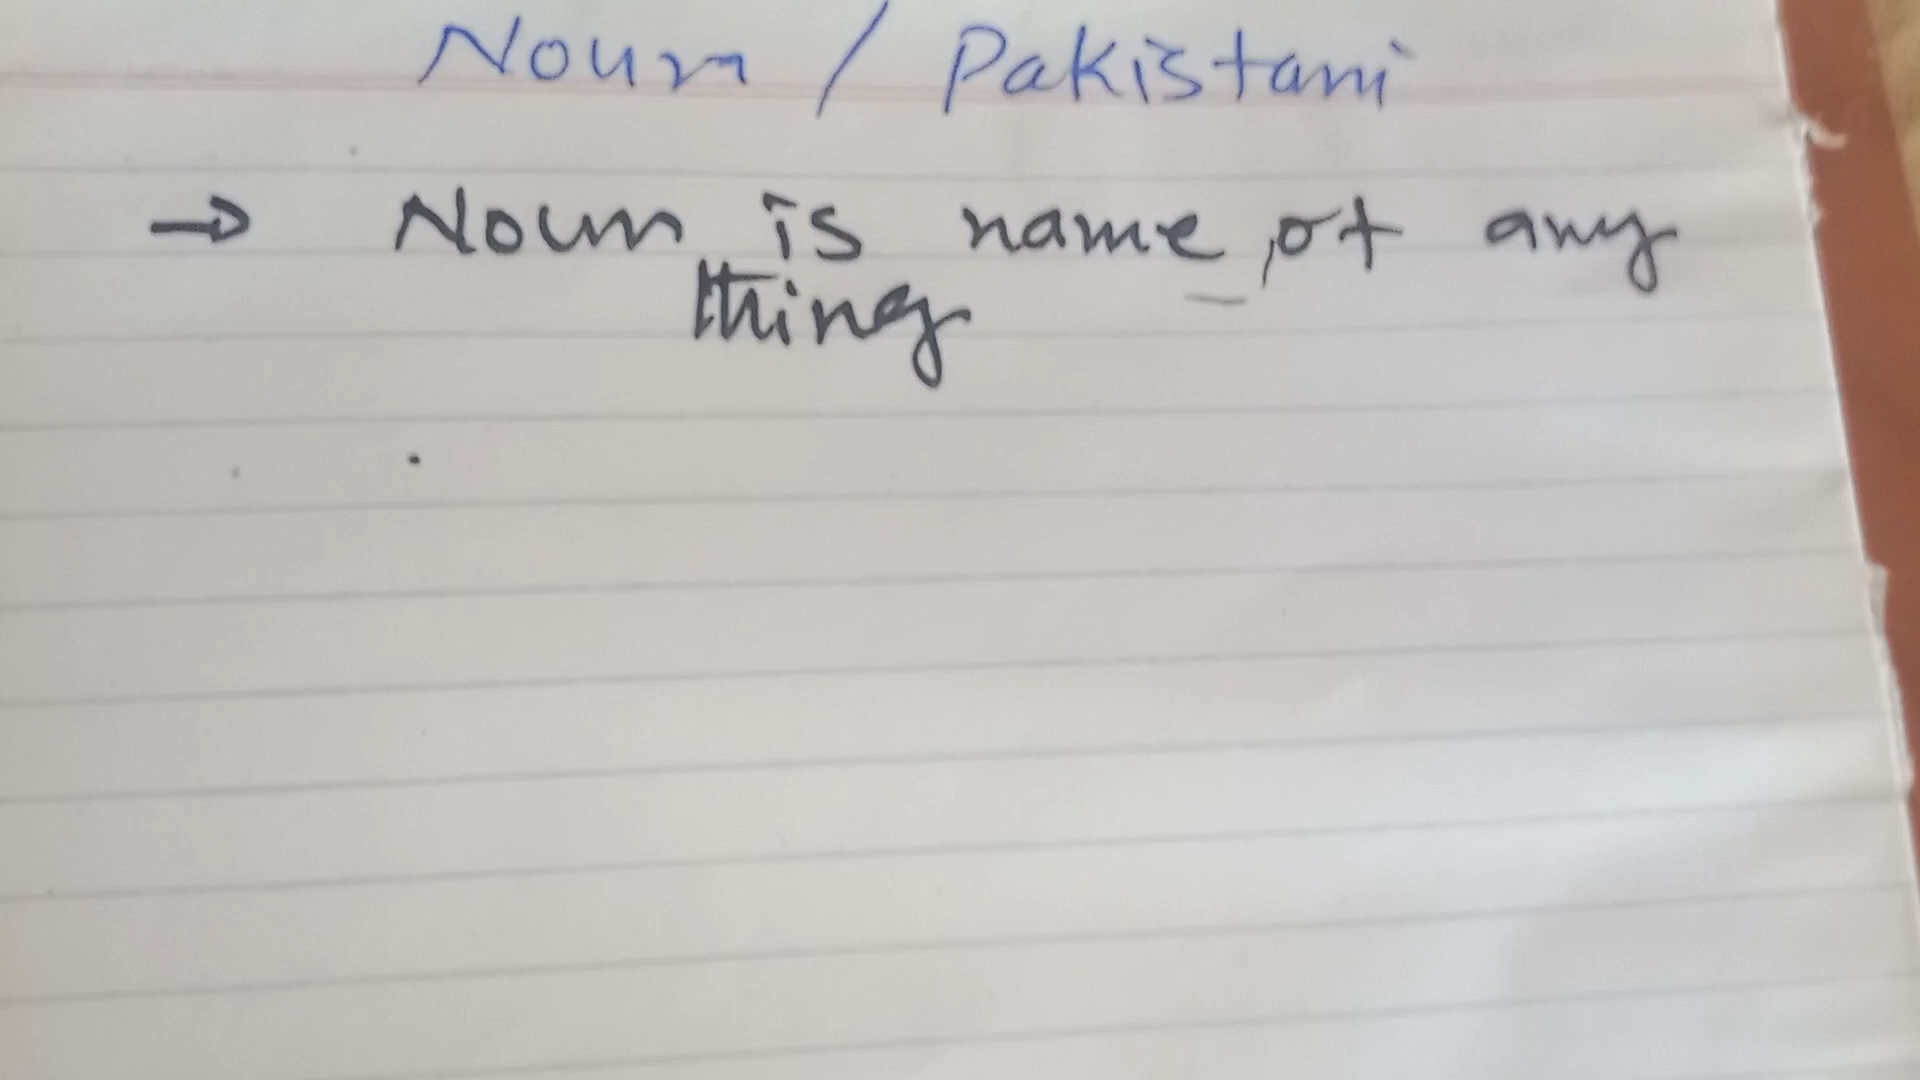 Noun / Pakistani
→ Noun is name of any
thing